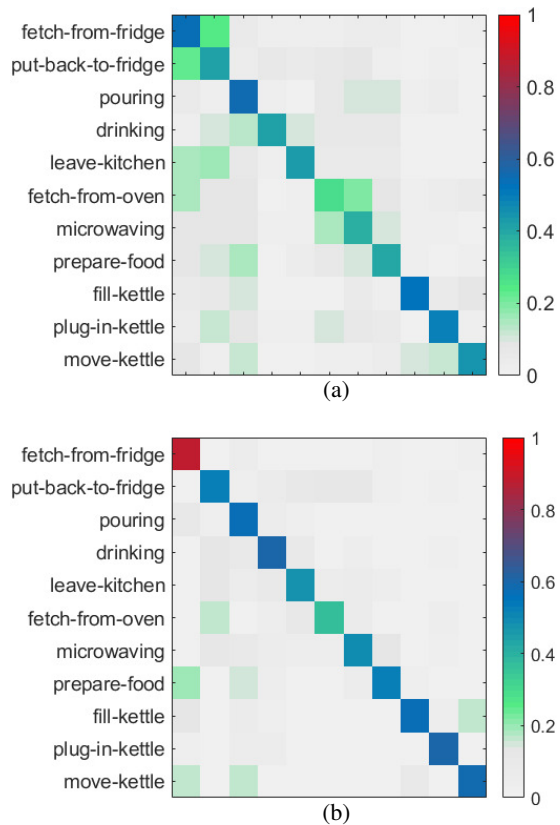 fetch-from-fridge
put-back-to-fridge
pouring
drinking
leave-kitchen
fetch-from-oven
microwaving
prepare-food
fill-kettle
plug-in-kettle
move-kettle
1
0.8
0.6
0.4
0.2
0
(a)
fetch-from-fridge
put-back-to-fridge
pouring
drinking
leave-kitchen
fetch-from-oven
microwaving
prepare-food
fill-kettle
plug-in-kettle
move-kettle
1
0.8
0.6
0.4
0.2
0
(b)